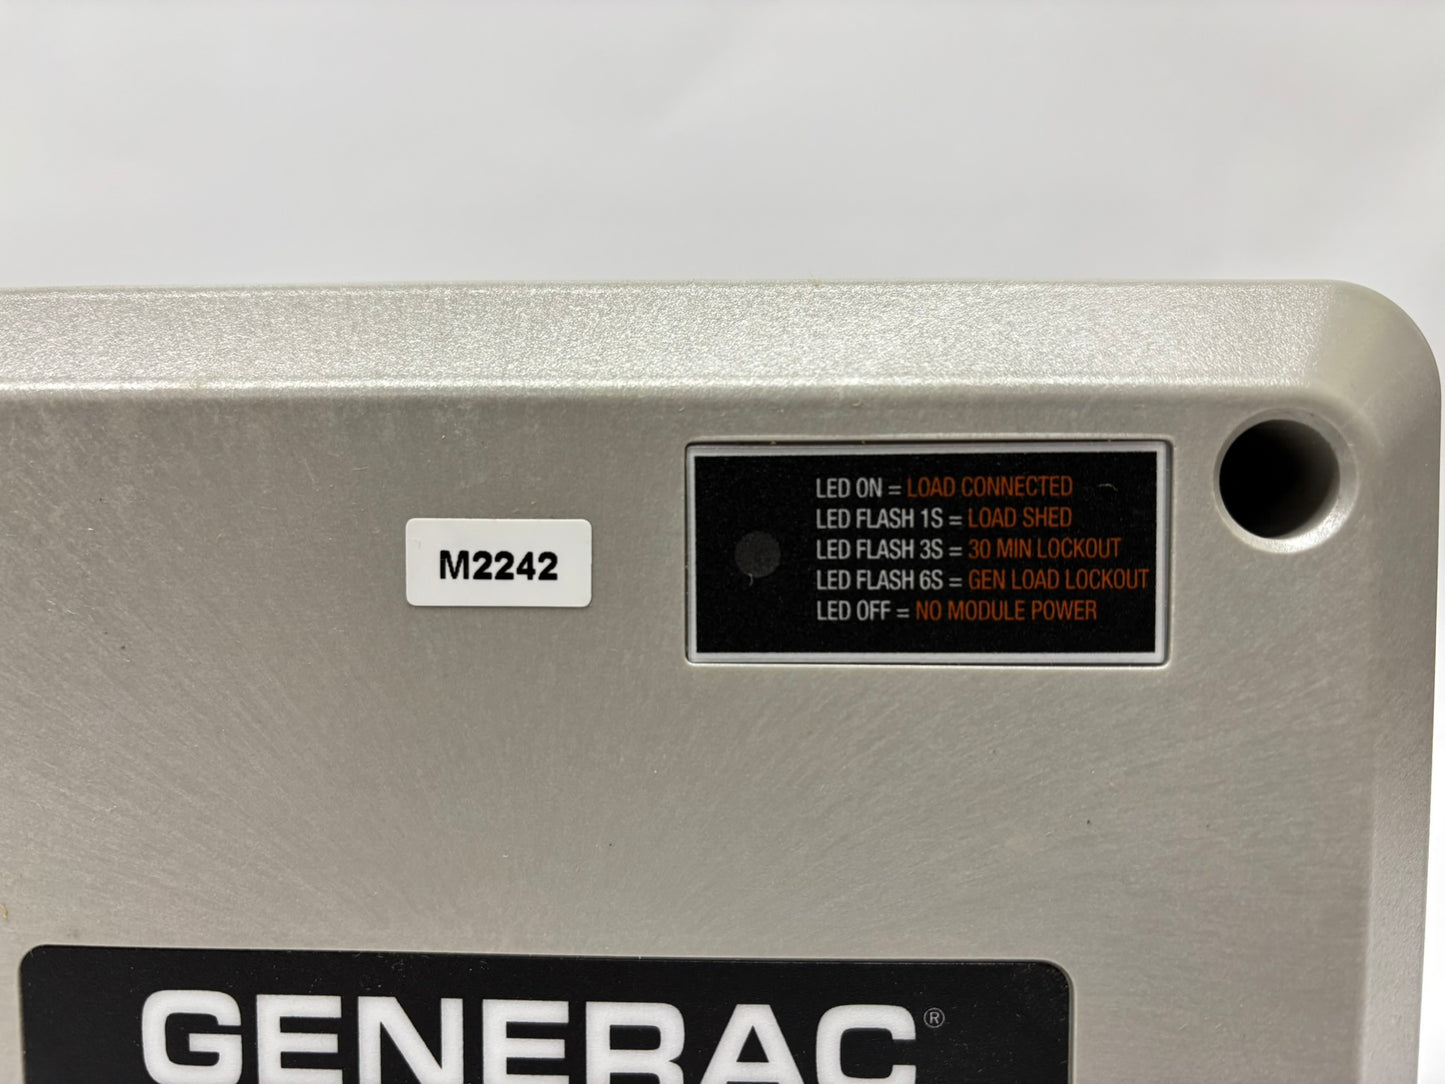 LED ON = LOAD CONNECTED
LED FLASH 1S = LOAD SHED
LED FLASH 3S = 30 MIN LOCKOUT
LED FLASH 6S = GEN LOAD LOCKOUT
LED OFF = NO MODULE POWER
M2242
GENERAC®